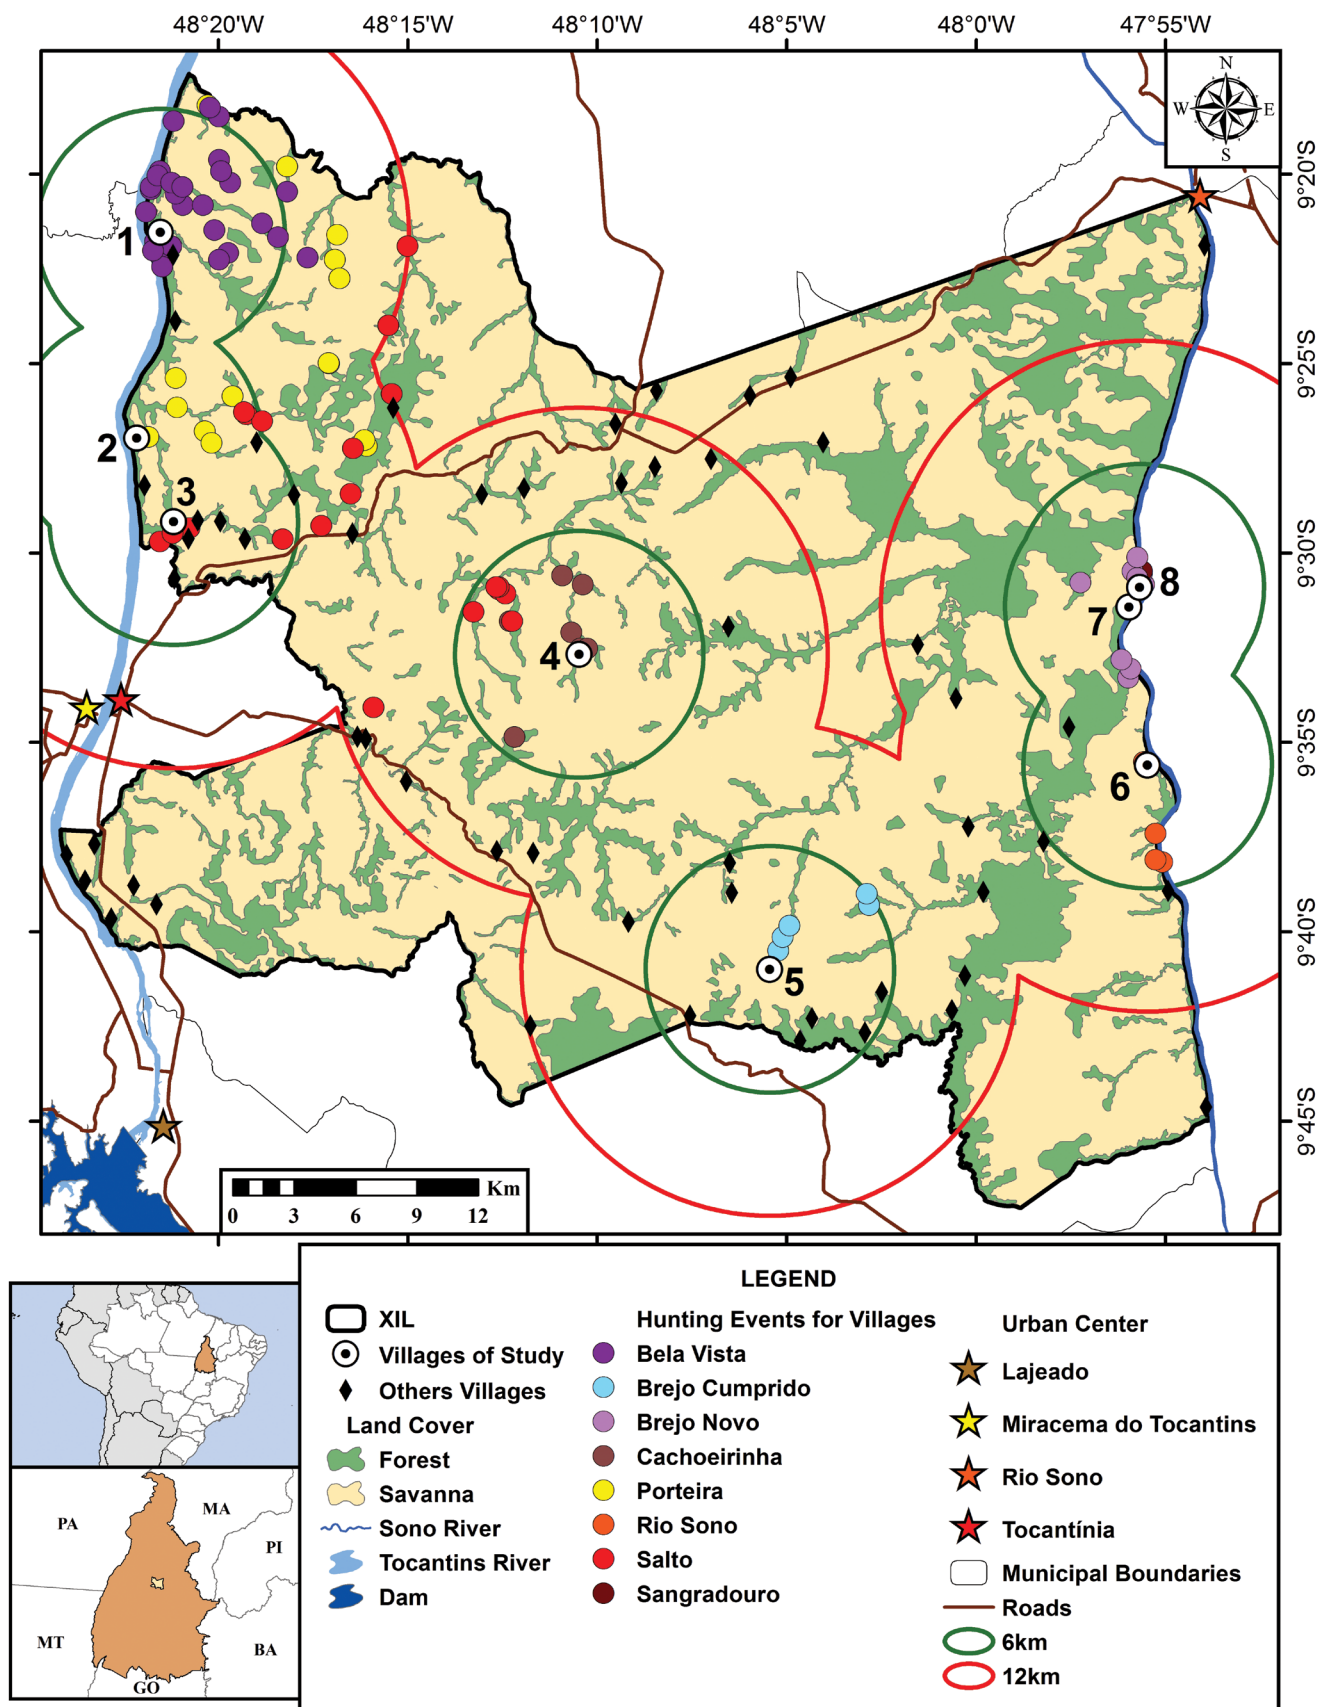 48°20'W 48°15'W 48°10'W 48°5'W 48°0'W 47°55'W
N
W E
S
9°20'S
9°25'S
9°30'S
9°35'S
9°40'S
9°45'S
1
2
3
4
5
6
7
8
Km
0 3 6 9 12
LEGEND
XIL
Villages of Study
Others Villages
Land Cover
Forest
Savanna
Sono River
Tocantins River
Dam
Hunting Events for Villages
Bela Vista
Brejo Cumprido
Brejo Novo
Cachoeirinha
Porteira
Rio Sono
Salto
Sangradouro
Urban Center
Lajeado
Miracema do Tocantins
Rio Sono
Tocantínia
Municipal Boundaries
Roads
6km
12km
PA
MA
PI
MT
BA
GO